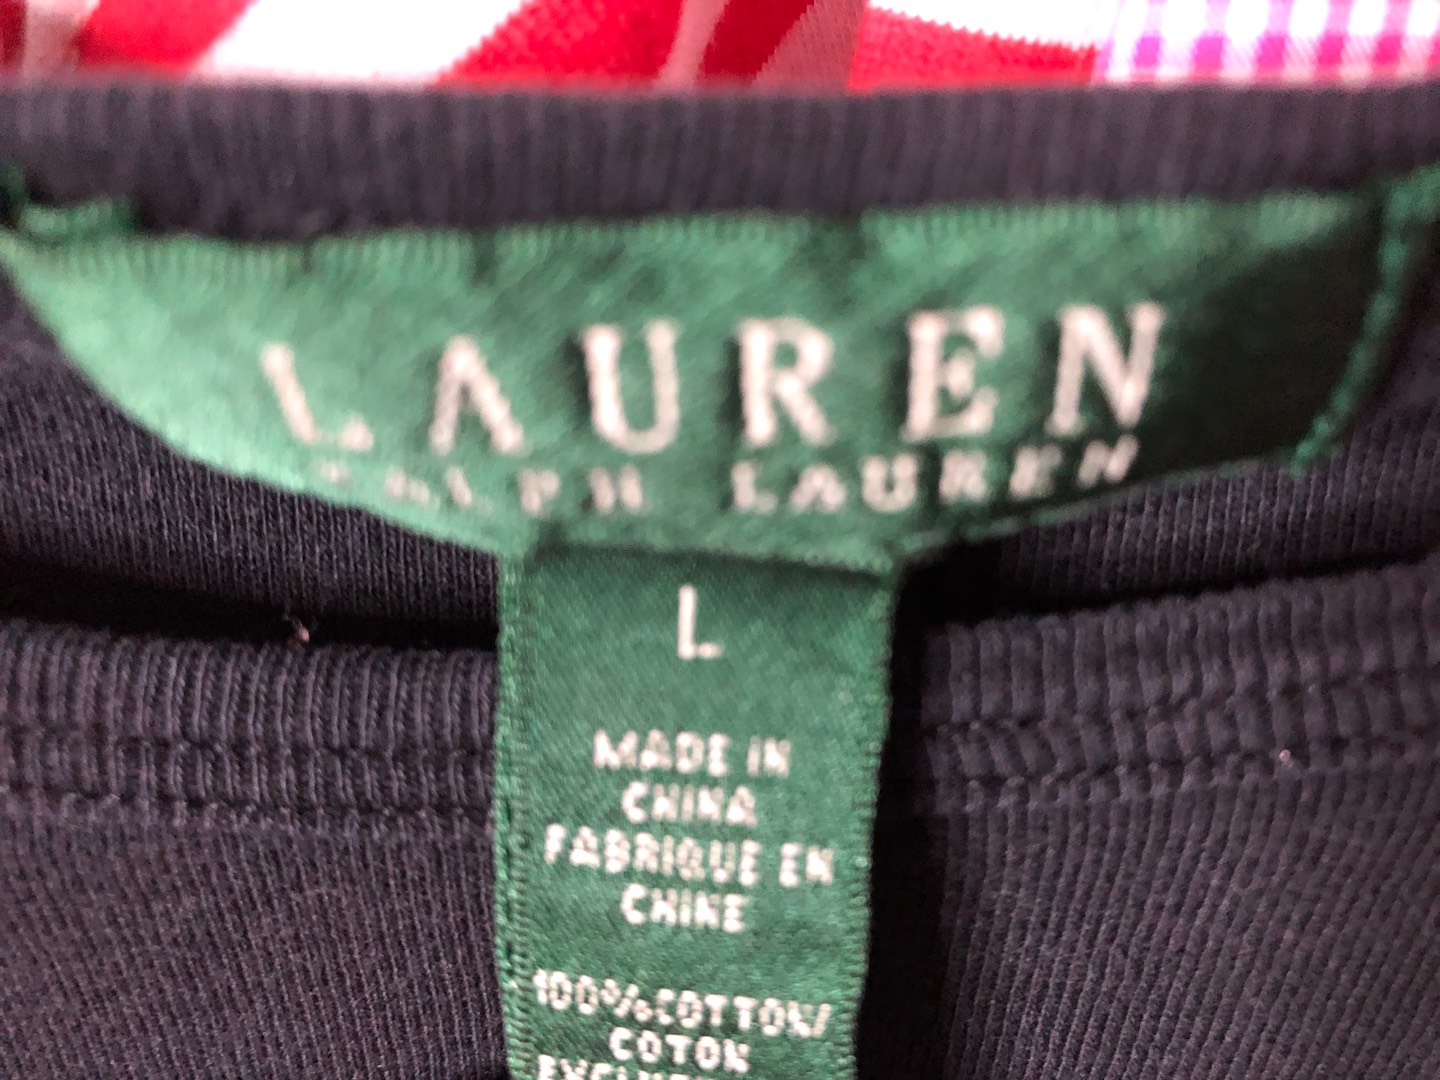 LAUREN
RALPH LAUREN
L
MADE IN
CHINA
FABRIQUE EN
CHINE
100%COTTON/
COTON